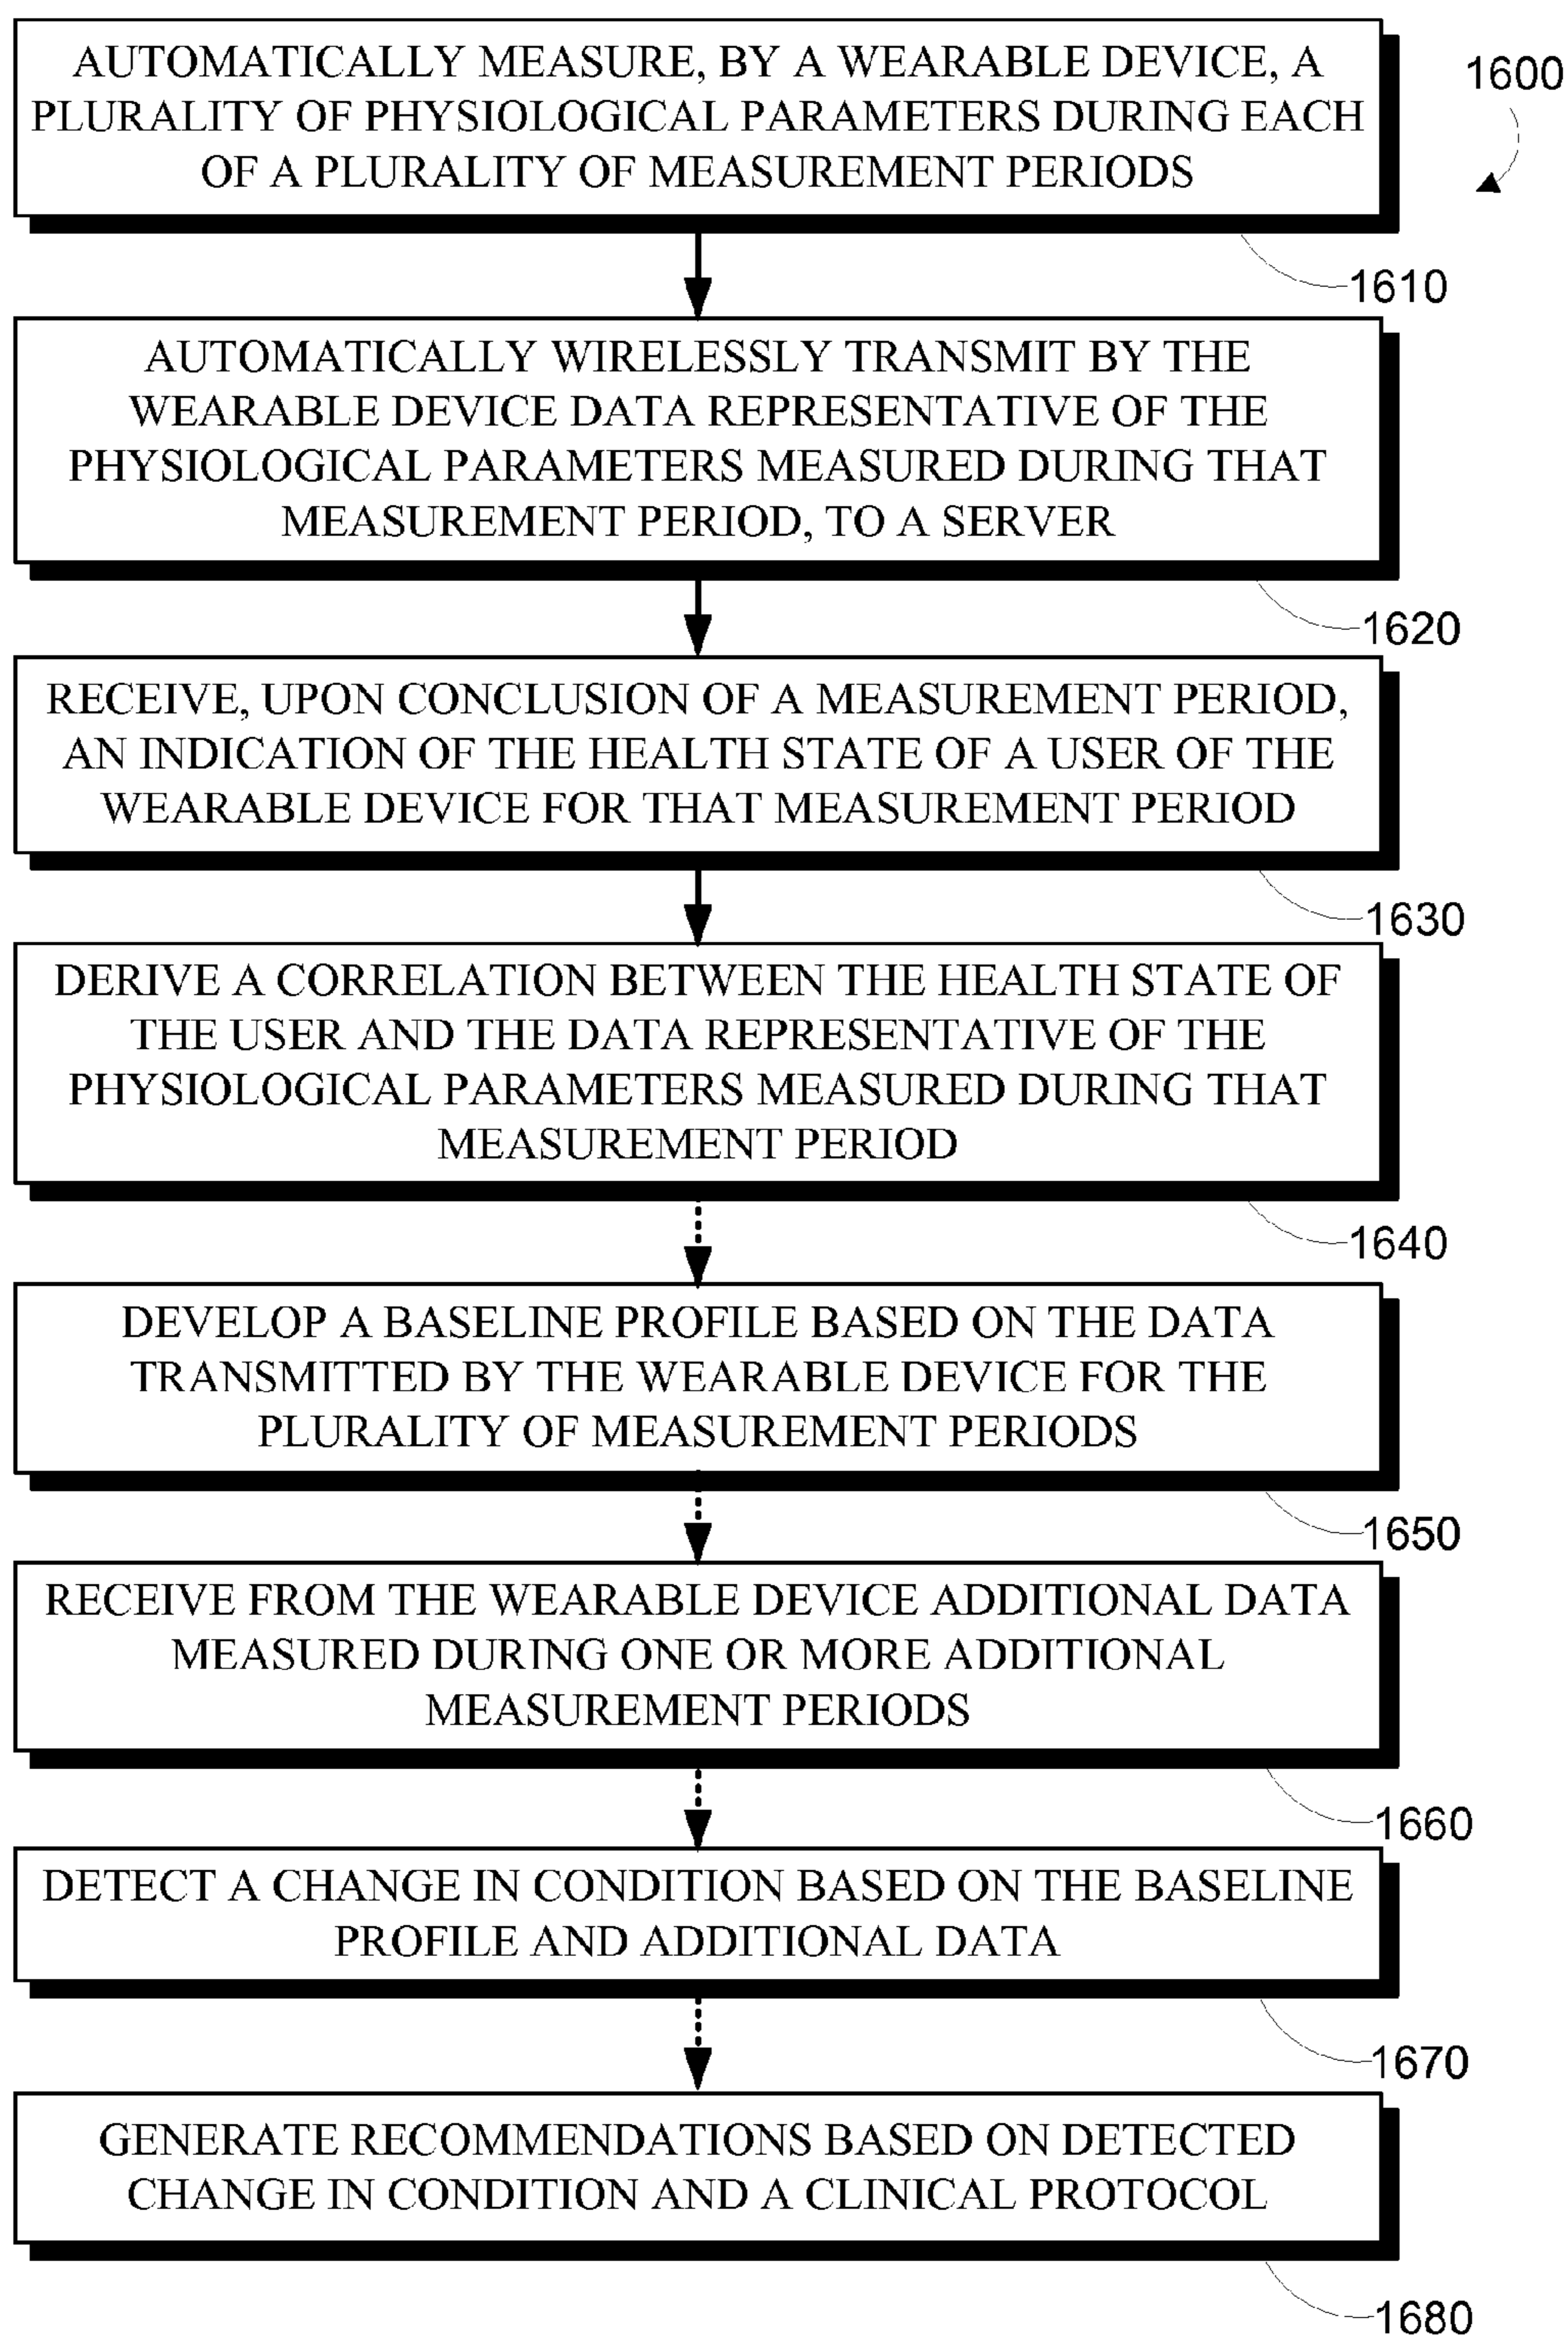 AUTOMATICALLY MEASURE, BY A WEARABLE DEVICE, A
PLURALITY OF PHYSIOLOGICAL PARAMETERS DURING EACH
OF A PLURALITY OF MEASUREMENT PERIODS
1600
1610
AUTOMATICALLY WIRELESSLY TRANSMIT BY THE
WEARABLE DEVICE DATA REPRESENTATIVE OF THE
PHYSIOLOGICAL PARAMETERS MEASURED DURING THAT
MEASUREMENT PERIOD, TO A SERVER
1620
RECEIVE, UPON CONCLUSION OF A MEASUREMENT PERIOD,
AN INDICATION OF THE HEALTH STATE OF A USER OF THE
WEARABLE DEVICE FOR THAT MEASUREMENT PERIOD
1630
DERIVE A CORRELATION BETWEEN THE HEALTH STATE OF
THE USER AND THE DATA REPRESENTATIVE OF THE
PHYSIOLOGICAL PARAMETERS MEASURED DURING THAT
MEASUREMENT PERIOD
1640
DEVELOP A BASELINE PROFILE BASED ON THE DATA
TRANSMITTED BY THE WEARABLE DEVICE FOR THE
PLURALITY OF MEASUREMENT PERIODS
1650
RECEIVE FROM THE WEARABLE DEVICE ADDITIONAL DATA
MEASURED DURING ONE OR MORE ADDITIONAL
MEASUREMENT PERIODS
1660
DETECT A CHANGE IN CONDITION BASED ON THE BASELINE
PROFILE AND ADDITIONAL DATA
1670
GENERATE RECOMMENDATIONS BASED ON DETECTED
CHANGE IN CONDITION AND A CLINICAL PROTOCOL
1680